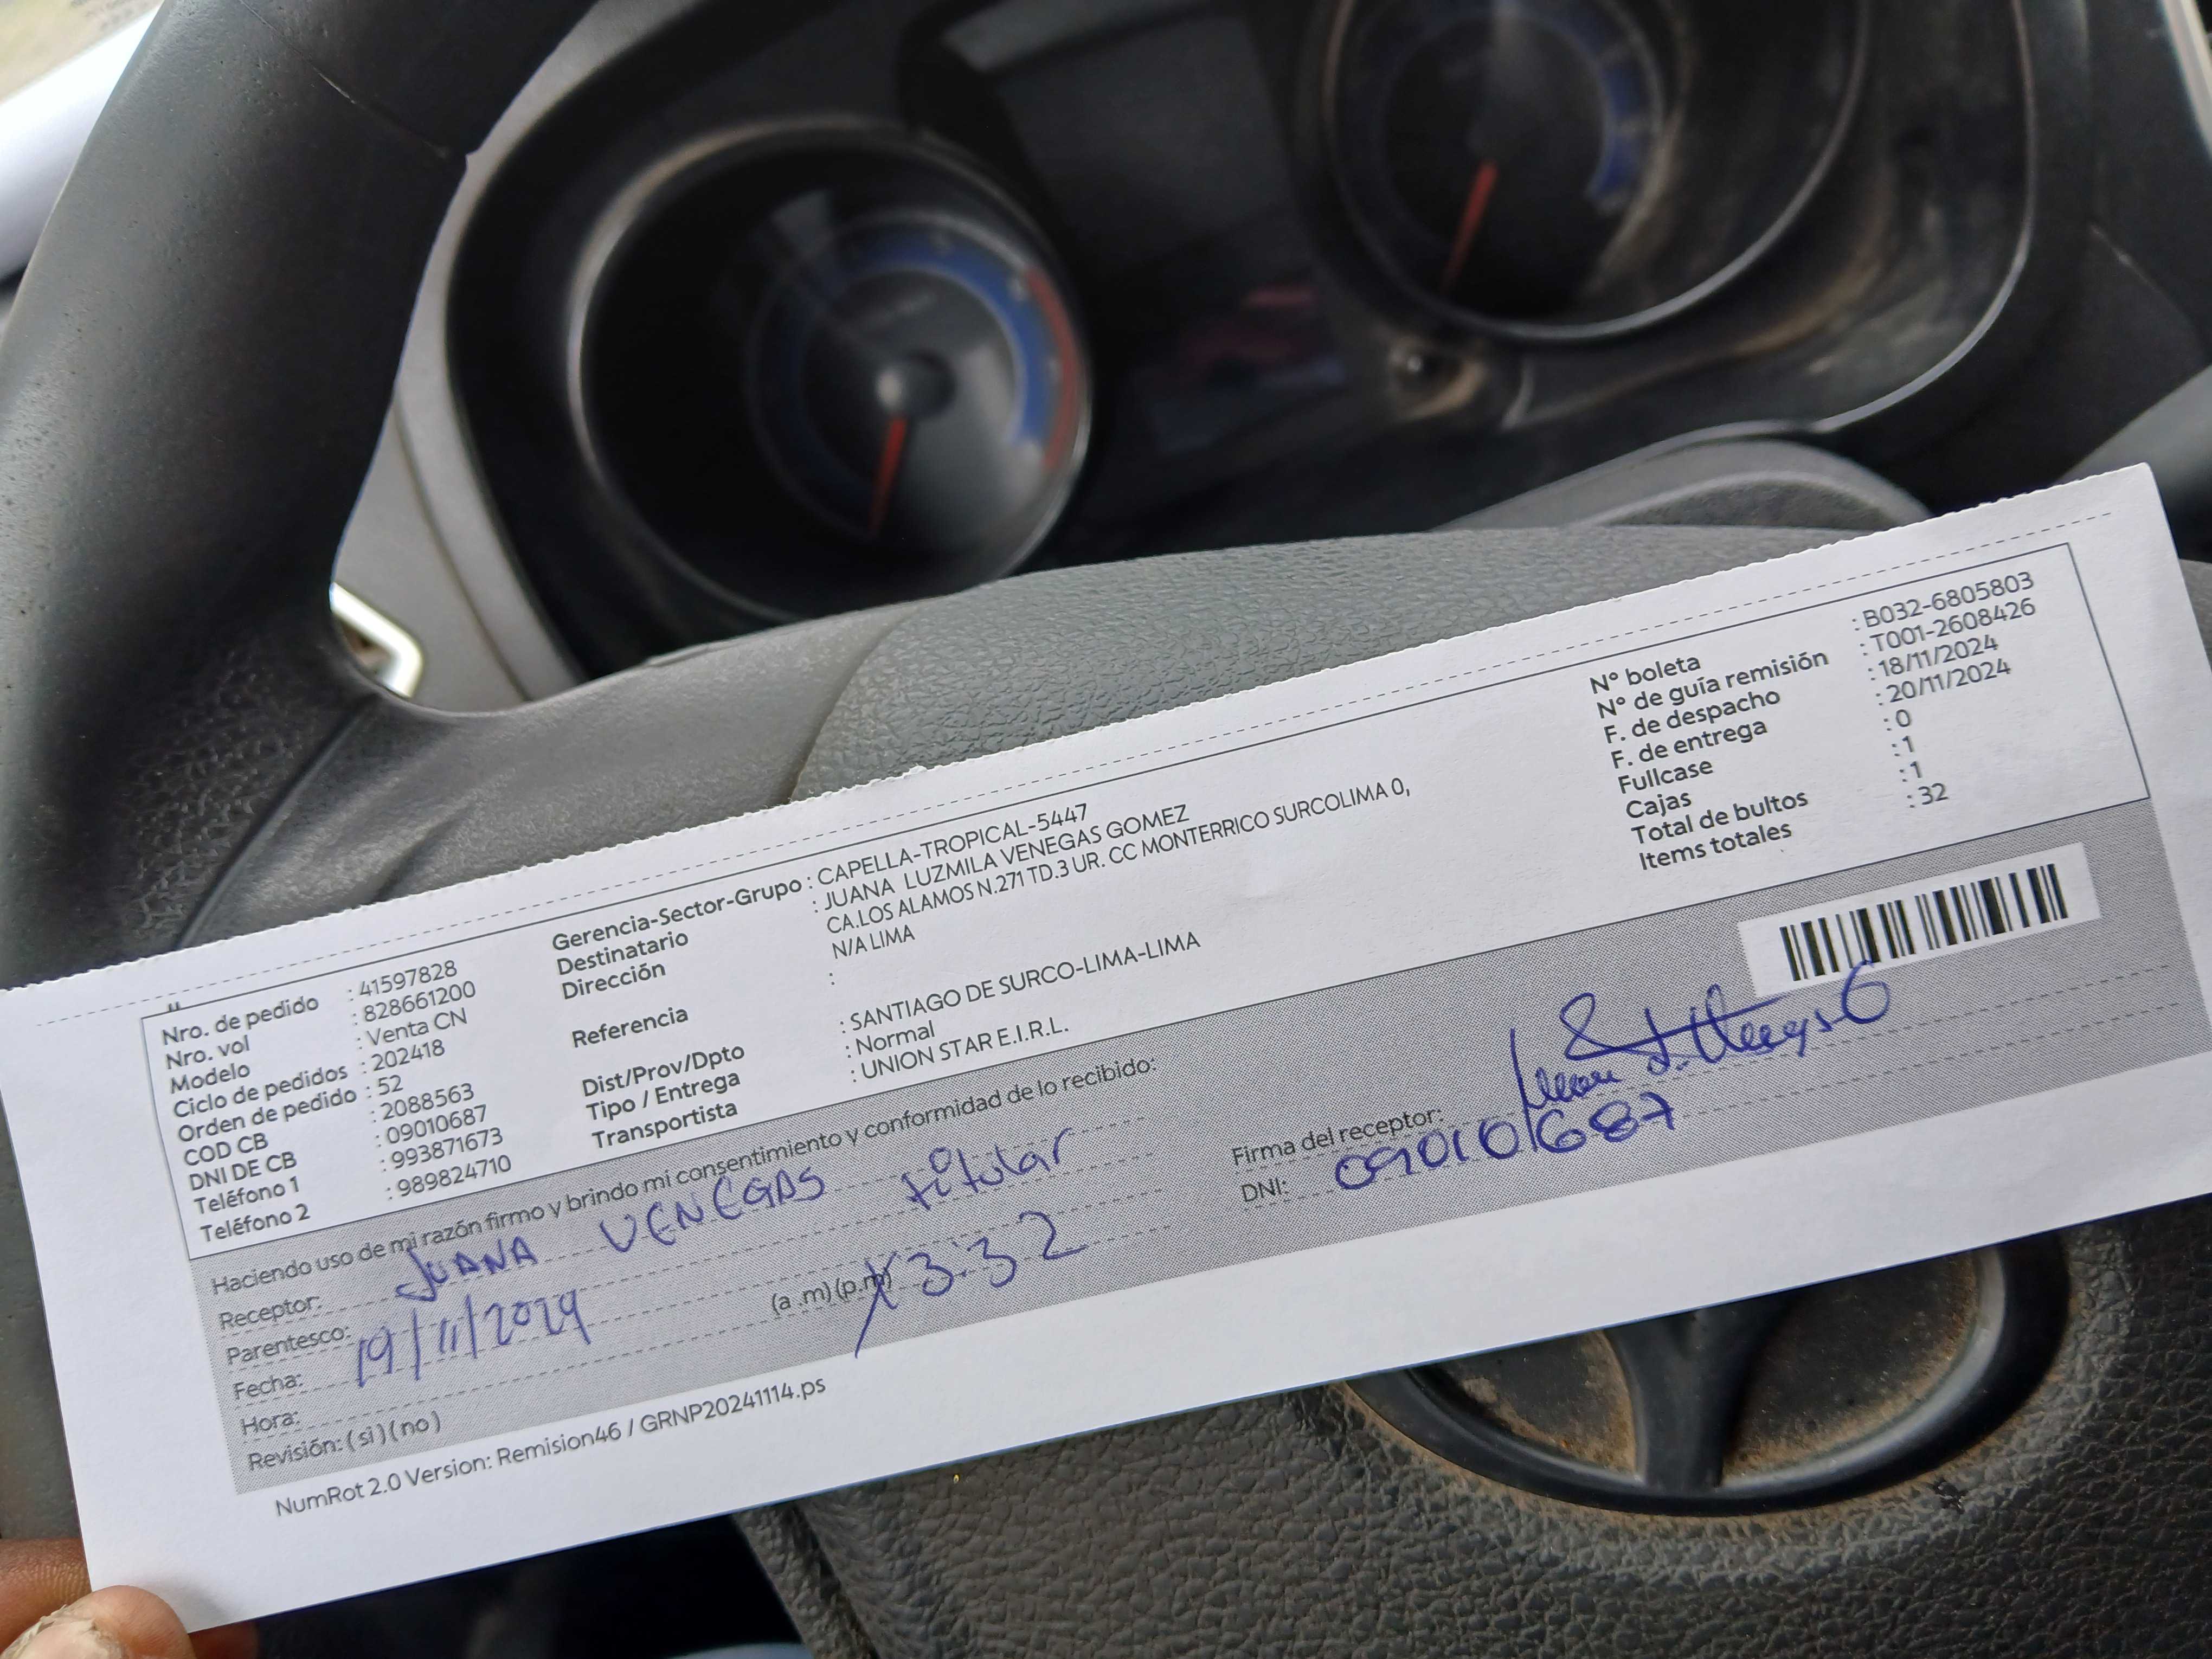 Nro. de pedido : 41597828
Nro. vol : 828661200
Modelo : Venta CN
Ciclo de pedidos : 202418
Orden de pedido : 52
COD CB : 2088563
DNI DE CB : 09010687
Teléfono 1 : 993871673
Teléfono 2 : 989824710
Gerencia-Sector-Grupo : CAPELLA-TROPICAL-5447
Destinatario : JUANA LUZMILA VENEGAS GOMEZ
Dirección CA.LOS ALAMOS N.271 TD.3 UR. CC MONTERRICO SURCOLIMA 0,
N/A LIMA
Referencia :
Dist/Prov/Dpto : SANTIAGO DE SURCO-LIMA-LIMA
Tipo / Entrega : Normal
Transportista : UNION STAR E.I.R.L.
N° boleta : B032-6805803
N° de guía remisión : T001-2608426
F. de despacho : 18/11/2024
F. de entrega : 20/11/2024
Fullcase : 0
Cajas : 1
Total de bultos : 1
Items totales : 32
Haciendo uso de mi razón firmo y brindo mi consentimiento y conformidad de lo recibido:
Receptor: JUANA VENEGAS titular
Parentesco:
Fecha: 19/11/2024
Hora: (a .m) (p.m) 3:32
Revisión: ( si ) ( no )
Firma del receptor:
DNI: 09010687
NumRot 2.0 Version: Remision46 / GRNP20241114.ps